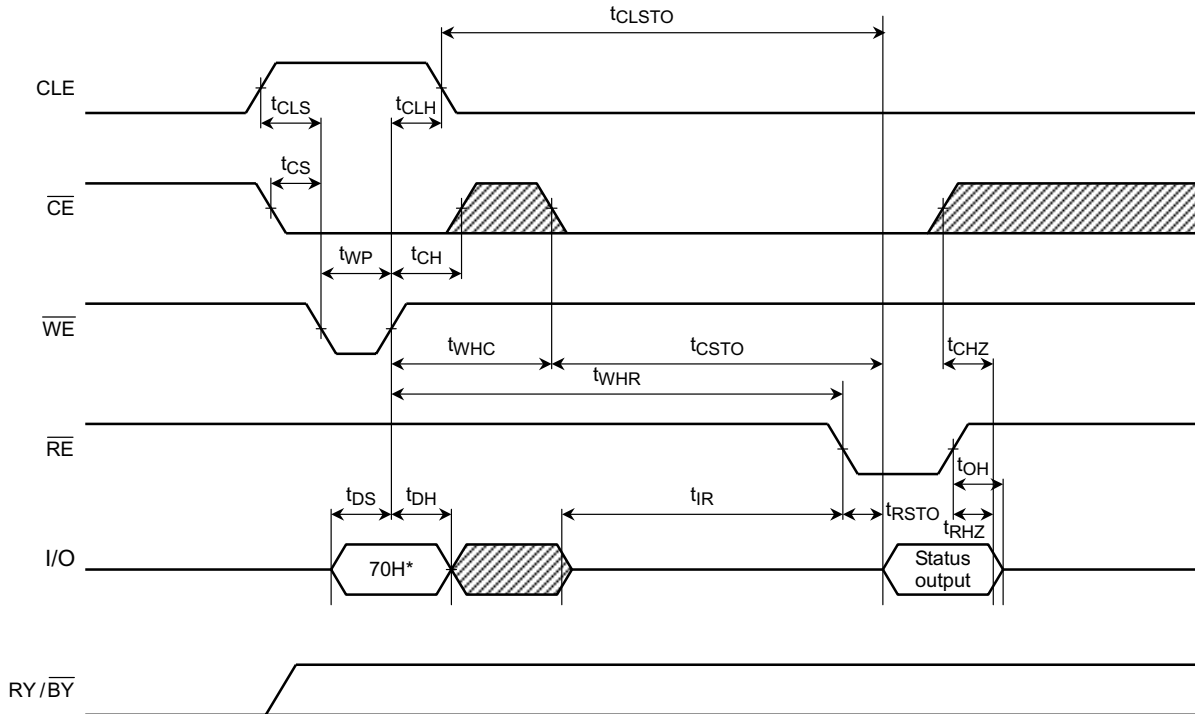 tCLSTO
CLE
tCLS
tCLH
tCS
CE
tWP
tCH
WE
tWHC
tCSTO
tCHZ
tWHR
RE
tDS
tDH
tIR
tOH
tRSTO
tRHZ
I/O
70H*
Status
output
RY/BY